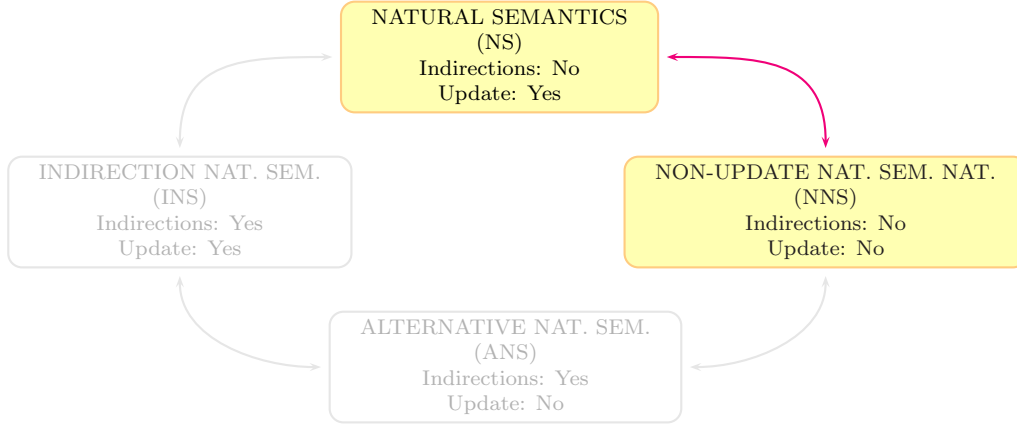 NATURAL SEMANTICS
(NS)
Indirections: No
Update: Yes
INDIRECTION NAT. SEM.
(INS)
Indirections: Yes
Update: Yes
NON-UPDATE NAT. SEM. NAT.
(NNS)
Indirections: No
Update: No
ALTERNATIVE NAT. SEM.
(ANS)
Indirections: Yes
Update: No